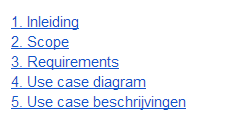 1. Inleiding
2. Scope
3. Requirements
4. Use case diagram
5. Use case beschrijvingen